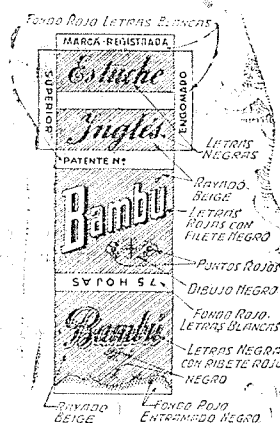 FONDO ROJO LETRAS BLANCAS
MARCA-REGISTRADA
SUPERIOR
Estuche
ENGOMADO
Inglés.
LETRAS
NEGRAS
PATENTE Nº
RAYADO
BEIGE
Bambú
LETRAS
ROJAS CON
FILETE NEGRO
PUNTOS ROJOS
DIBUJO NEGRO
75 HOJAS
FONDO ROJO
LETRAS BLANCAS
Bambú
LETRAS NEGRAS
CON RIBETE ROJO
NEGRO
RAYADO
BEIGE
FONDO ROJO
ENTRAMADO NEGRO